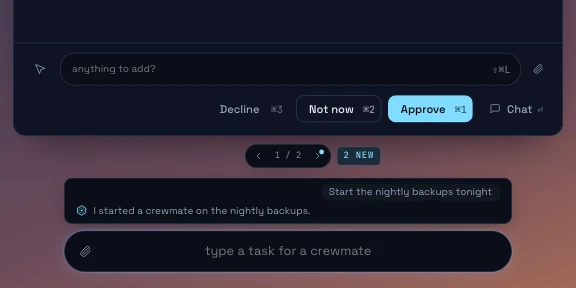 anything to add? ⇧⌘L
Decline ⌘3 Not now ⌘2 Approve ⌘1 Chat ⏎
‹ 1 / 2 › 2 NEW
Start the nightly backups tonight
I started a crewmate on the nightly backups.
type a task for a crewmate